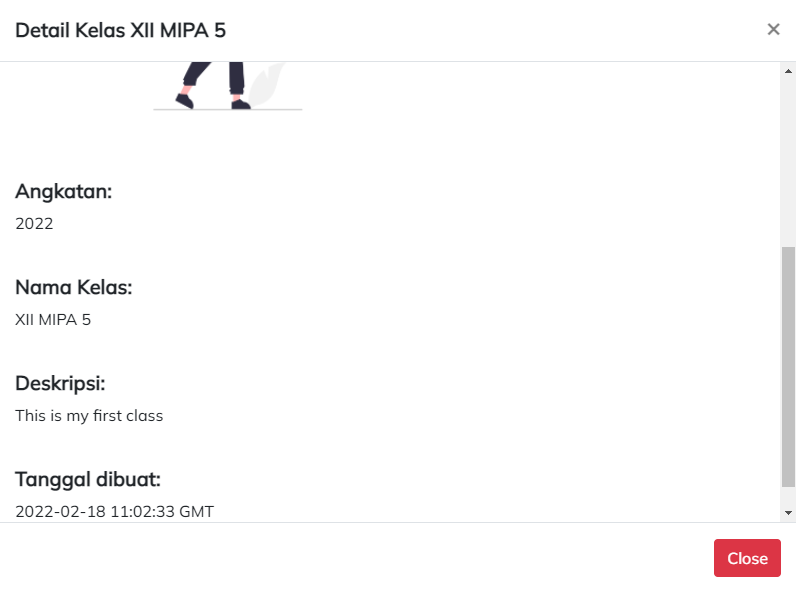 Detail Kelas XII MIPA 5
×
Angkatan:
2022
Nama Kelas:
XII MIPA 5
Deskripsi:
This is my first class
Tanggal dibuat:
2022-02-18 11:02:33 GMT
Close